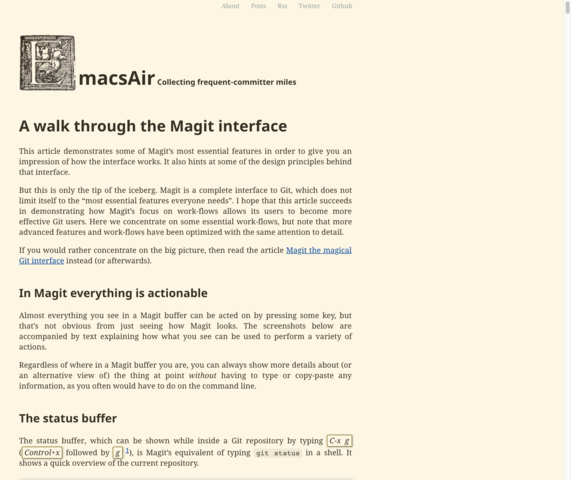 About Posts Rss Twitter Github
EmacsAir Collecting frequent-committer miles
A walk through the Magit interface
This article demonstrates some of Magit's most essential features in order to give you an
impression of how the interface works. It also hints at some of the design principles behind
that interface.
But this is only the tip of the iceberg. Magit is a complete interface to Git, which does not
limit itself to the “most essential features everyone needs”. I hope that this article succeeds
in demonstrating how Magit's focus on work-flows allows its users to become more
effective Git users. Here we concentrate on some essential work-flows, but note that more
advanced features and work-flows have been optimized with the same attention to detail.
If you would rather concentrate on the big picture, then read the article Magit the magical
Git interface instead (or afterwards).
In Magit everything is actionable
Almost everything you see in a Magit buffer can be acted on by pressing some key, but
that's not obvious from just seeing how Magit looks. The screenshots below are
accompanied by text explaining how what you see can be used to perform a variety of
actions.
Regardless of where in a Magit buffer you are, you can always show more details about (or
an alternative view of) the thing at point without having to type or copy-paste any
information, as you often would have to do on the command line.
The status buffer
The status buffer, which can be shown while inside a Git repository by typing C-x g
(Control+x followed by g 1), is Magit's equivalent of typing git status in a shell. It
shows a quick overview of the current repository.